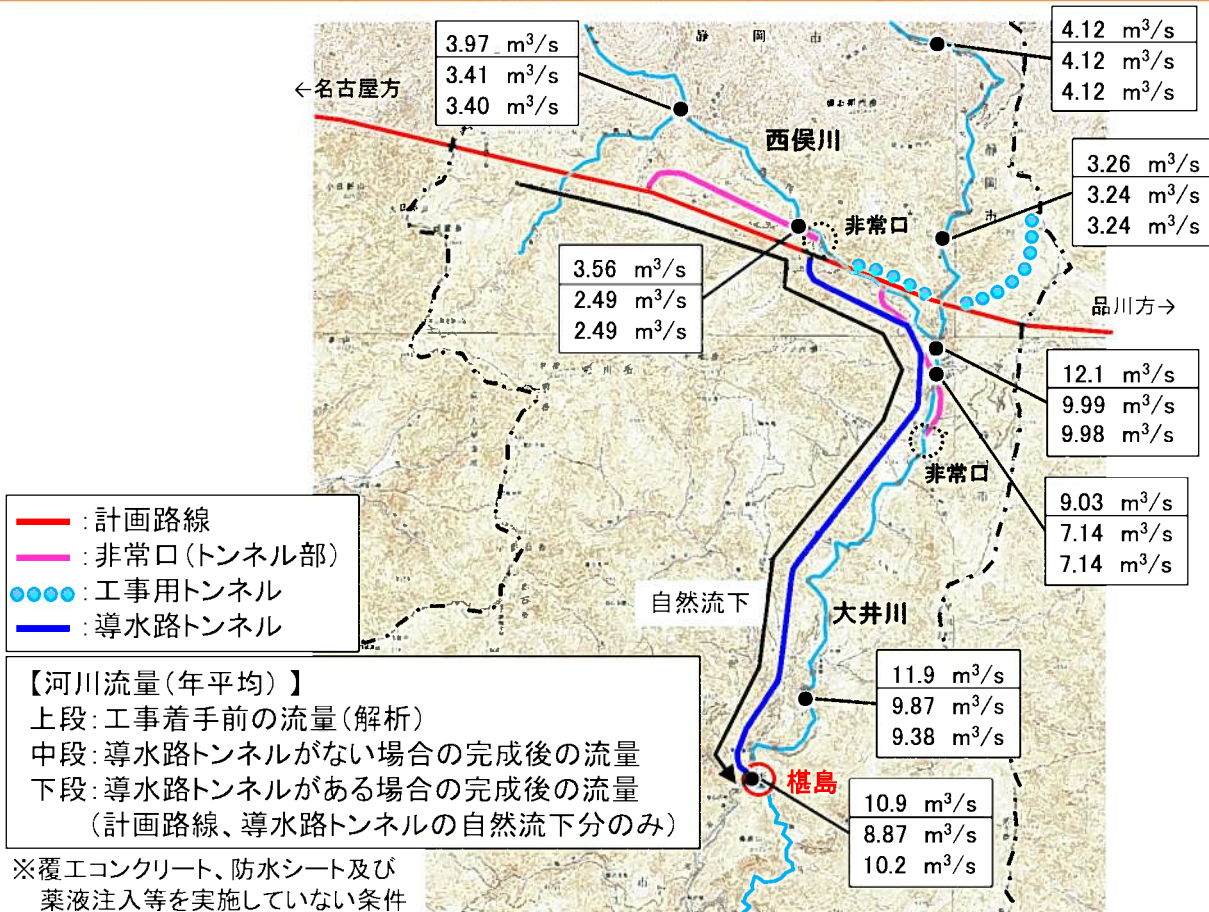 3.97 m³/s
3.41 m³/s
3.40 m³/s
静岡市
4.12 m³/s
4.12 m³/s
4.12 m³/s
←名古屋方
西俣川
3.26 m³/s
3.24 m³/s
3.24 m³/s
静岡市
非常口
3.56 m³/s
2.49 m³/s
2.49 m³/s
品川方→
12.1 m³/s
9.99 m³/s
9.98 m³/s
非常口
9.03 m³/s
7.14 m³/s
7.14 m³/s
:計画路線
:非常口(トンネル部)
:工事用トンネル
:導水路トンネル
自然流下
大井川
11.9 m³/s
9.87 m³/s
9.38 m³/s
【河川流量(年平均)】
上段:工事着手前の流量(解析)
中段:導水路トンネルがない場合の完成後の流量
下段:導水路トンネルがある場合の完成後の流量
(計画路線、導水路トンネルの自然流下分のみ)
椹島
10.9 m³/s
8.87 m³/s
10.2 m³/s
※覆工コンクリート、防水シート及び
薬液注入等を実施していない条件